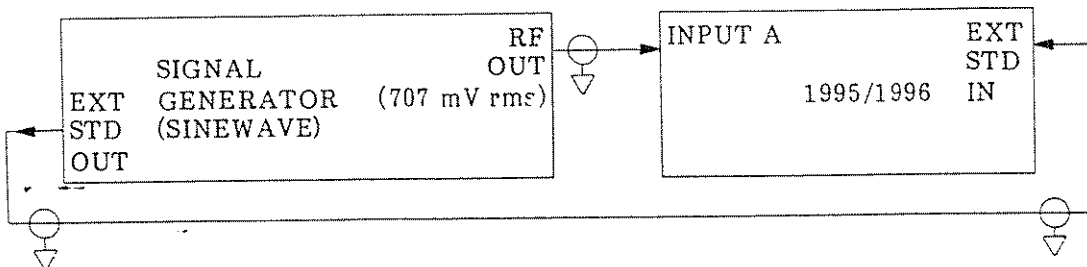 RF
OUT
SIGNAL
EXT GENERATOR (707 mV rms)
STD (SINEWAVE)
OUT
INPUT A
EXT
STD
1995/1996 IN